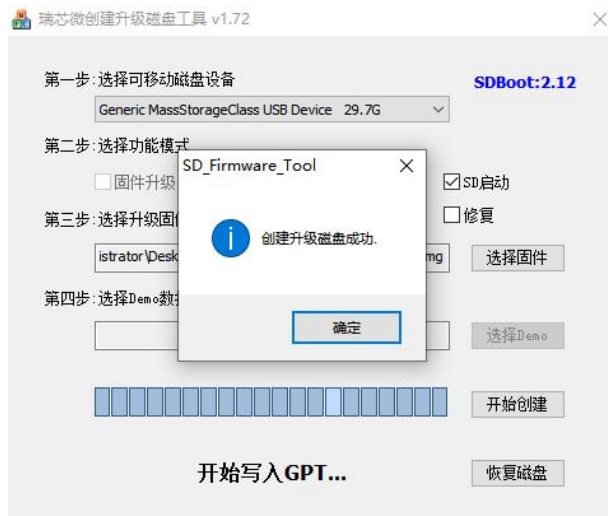 瑞芯微创建升级磁盘工具 v1.72
第一步:选择可移动磁盘设备
SDBoot:2.12
Generic MassStorageClass USB Device 29.7G
第二步:选择功能模式
SD_Firmware_Tool
固件升级
SD启动
修复
创建升级磁盘成功.
第三步:选择升级固
istrator\Desk
mg
选择固件
第四步:选择Demo数
确定
选择Demo
开始创建
开始写入GPT...
恢复磁盘